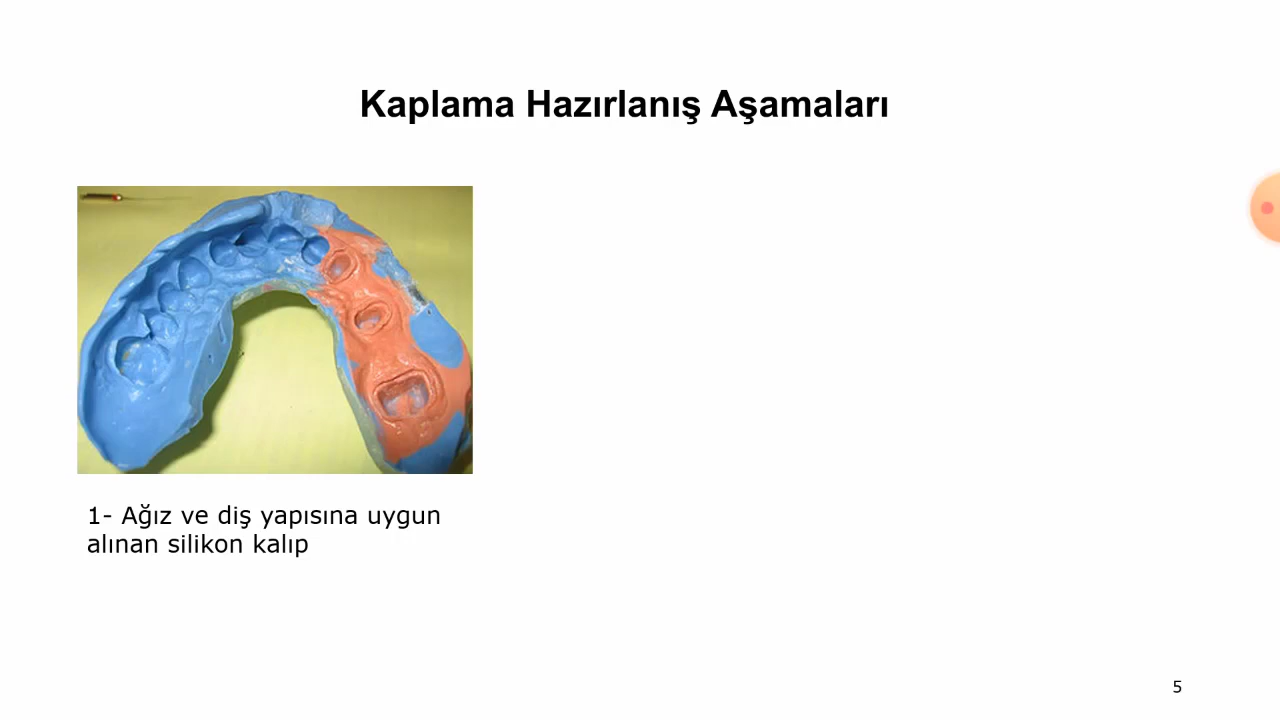 Kaplama Hazırlanış Aşamaları
1- Ağız ve diş yapısına uygun
alınan silikon kalıp
5